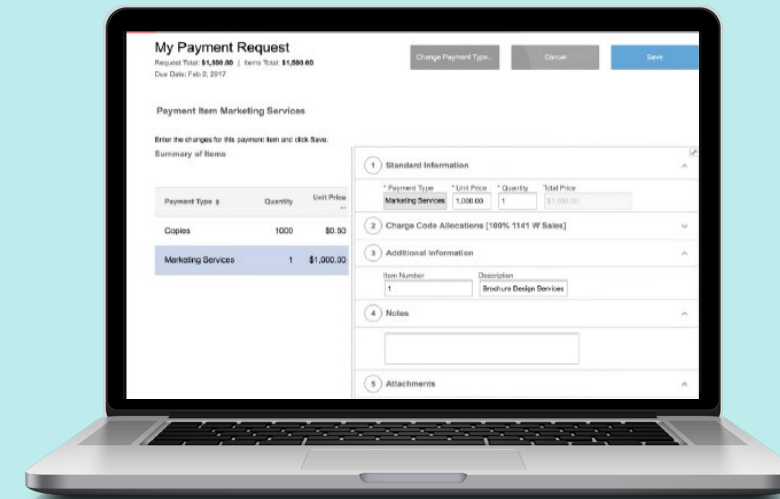 My Payment Request
Request Total: $1,500.00 | Items Total: $1,500.00
Due Date: Feb 2, 2017
Change Payment Type...
Cancel
Save
Payment Item Marketing Services
Enter the changes for this payment item and click Save.
Summary of Items
Payment Type
Quantity
Unit Price
Copies
1000
$0.50
Marketing Services
1
$1,000.00
1 Standard Information
* Payment Type
* Unit Price
* Quantity
Total Price
Marketing Services
1,000.00
1
$1,000.00
2 Charge Code Allocations [100% 1141 W Sales]
3 Additional Information
Item Number
Description
1
Brochure Design Services
4 Notes
5 Attachments